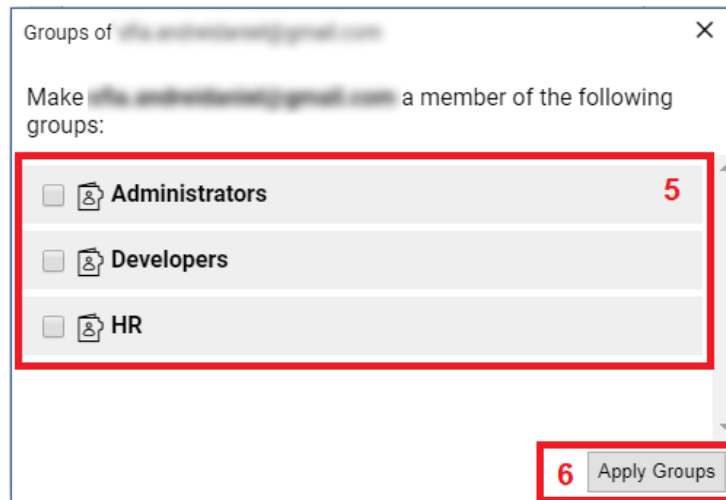 Groups of
Make a member of the following
groups:
Administrators 5
Developers
HR
6 Apply Groups